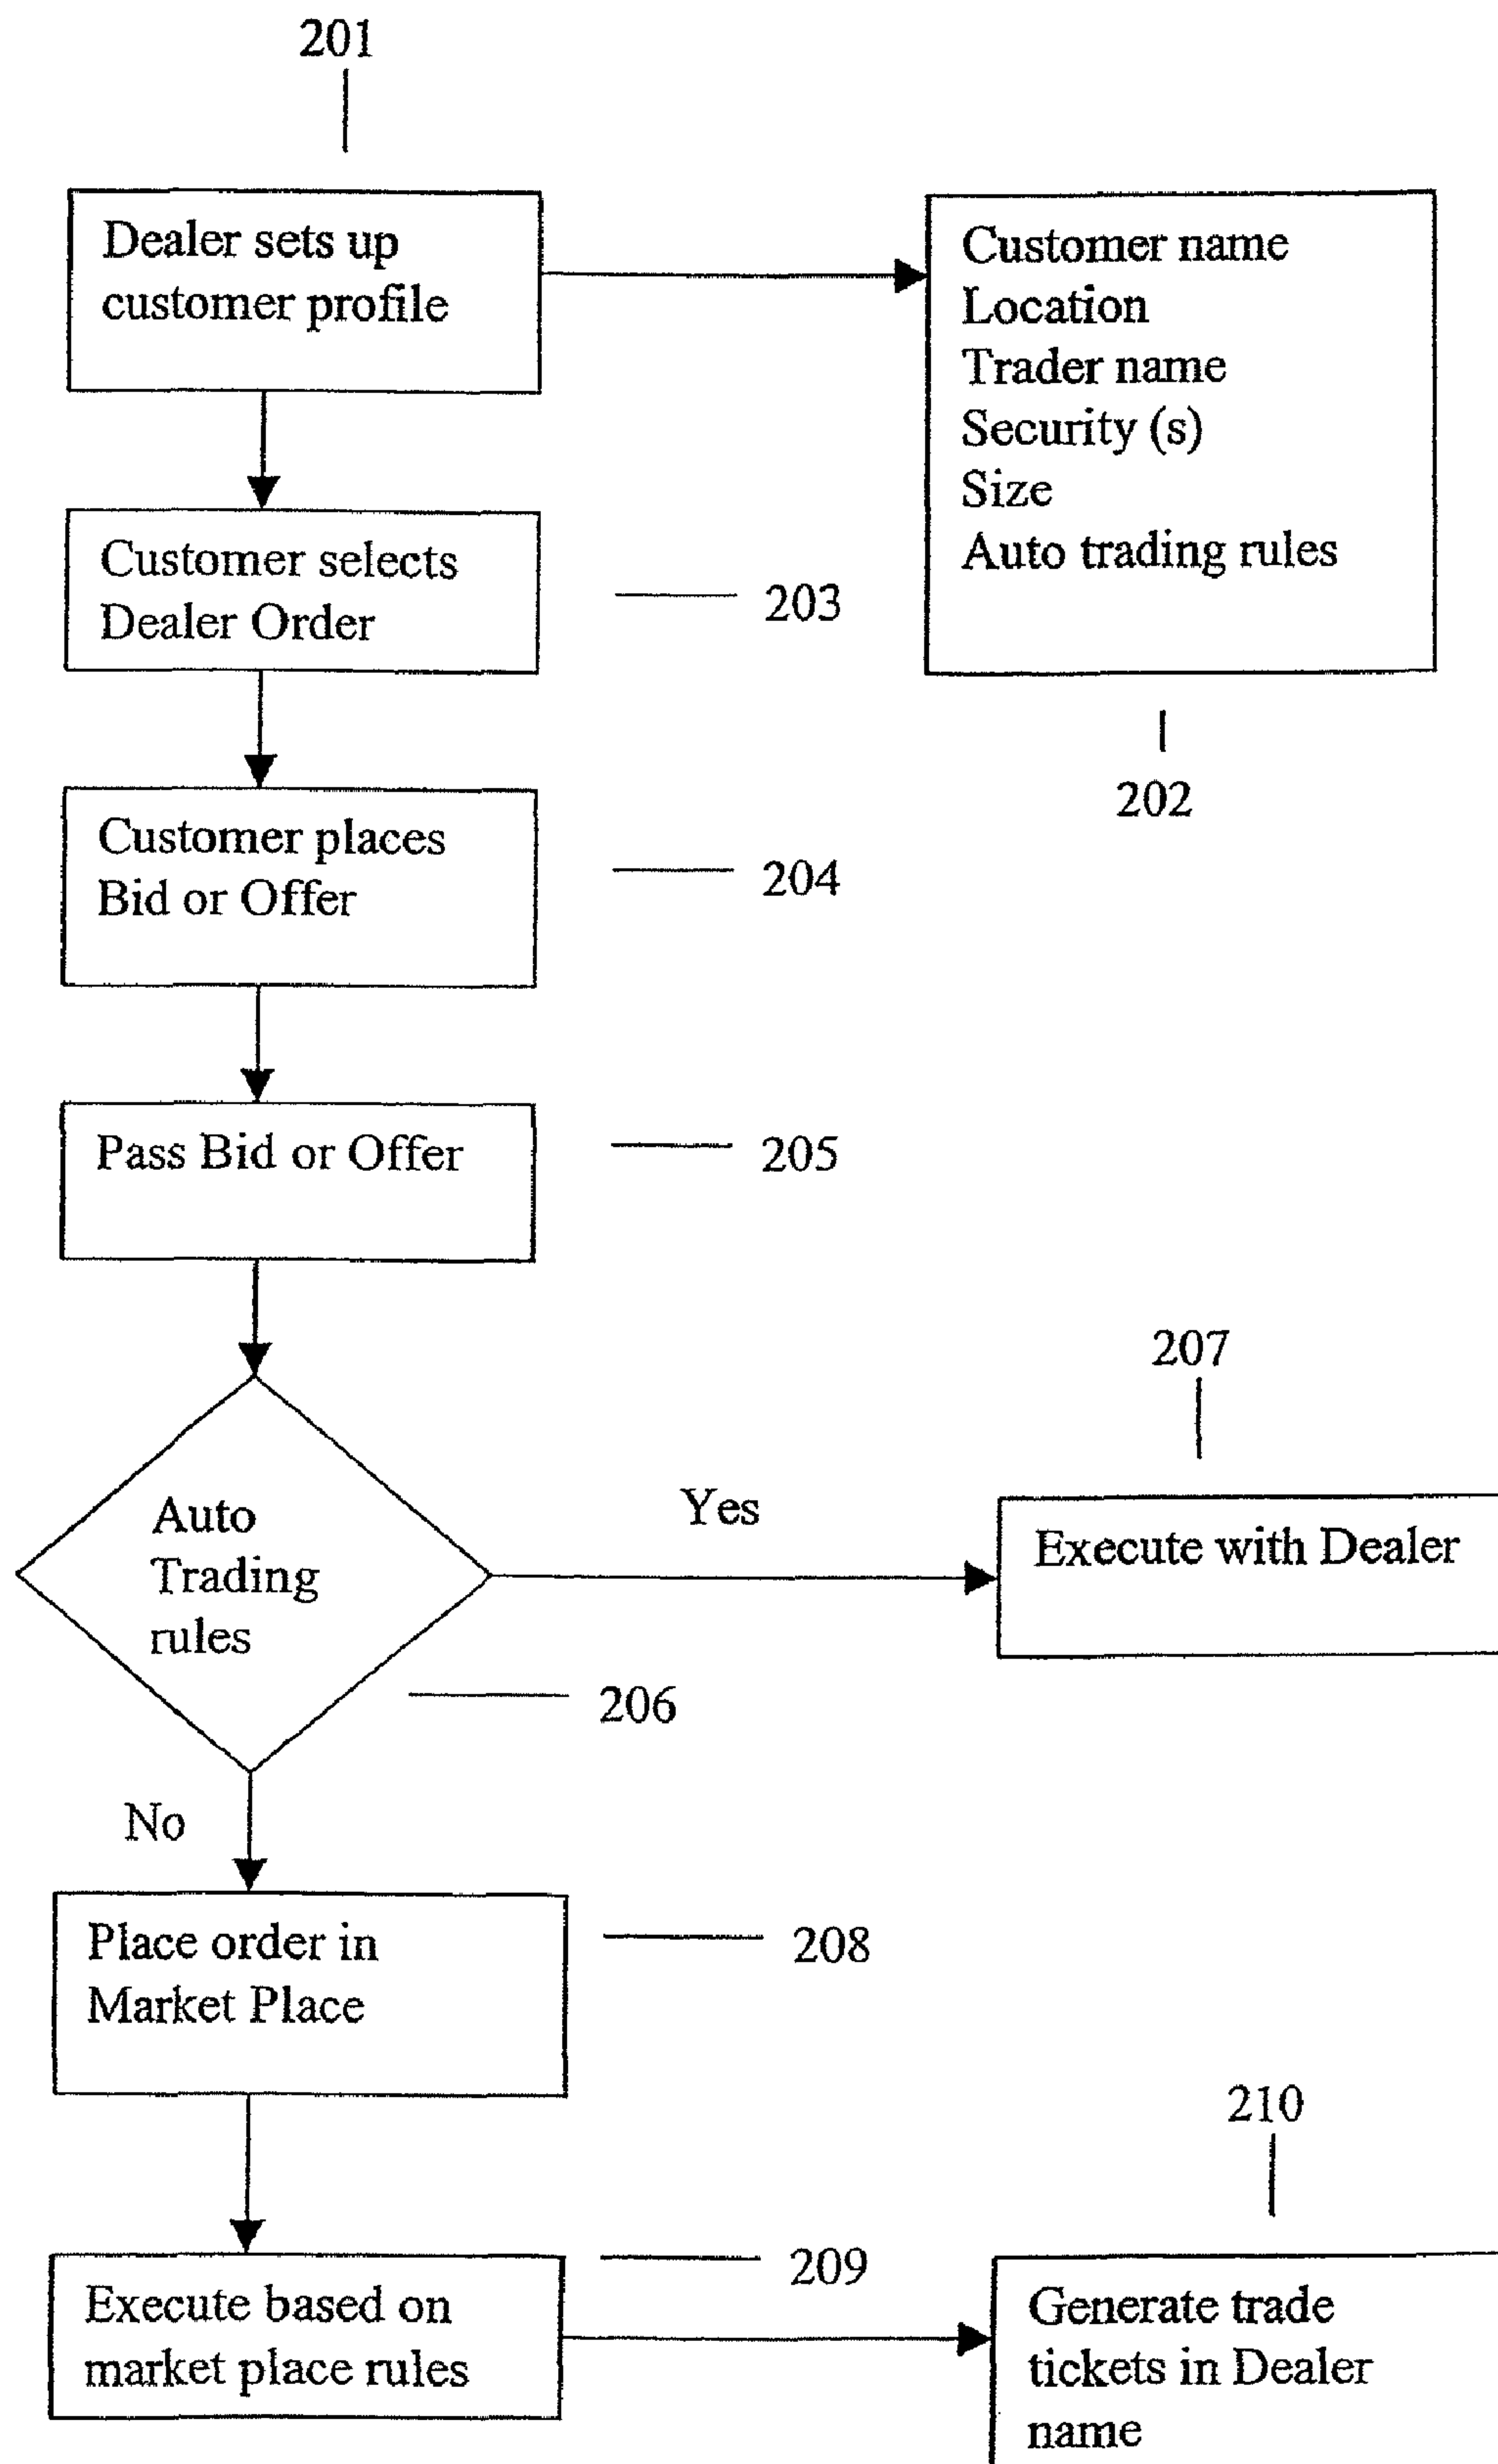 201
Dealer sets up
customer profile
Customer name
Location
Trader name
Security (s)
Size
Auto trading rules
202
Customer selects
Dealer Order
203
Customer places
Bid or Offer
204
Pass Bid or Offer
205
Auto
Trading
rules
206
Yes
207
Execute with Dealer
No
Place order in
Market Place
208
Execute based on
market place rules
209
210
Generate trade
tickets in Dealer
name